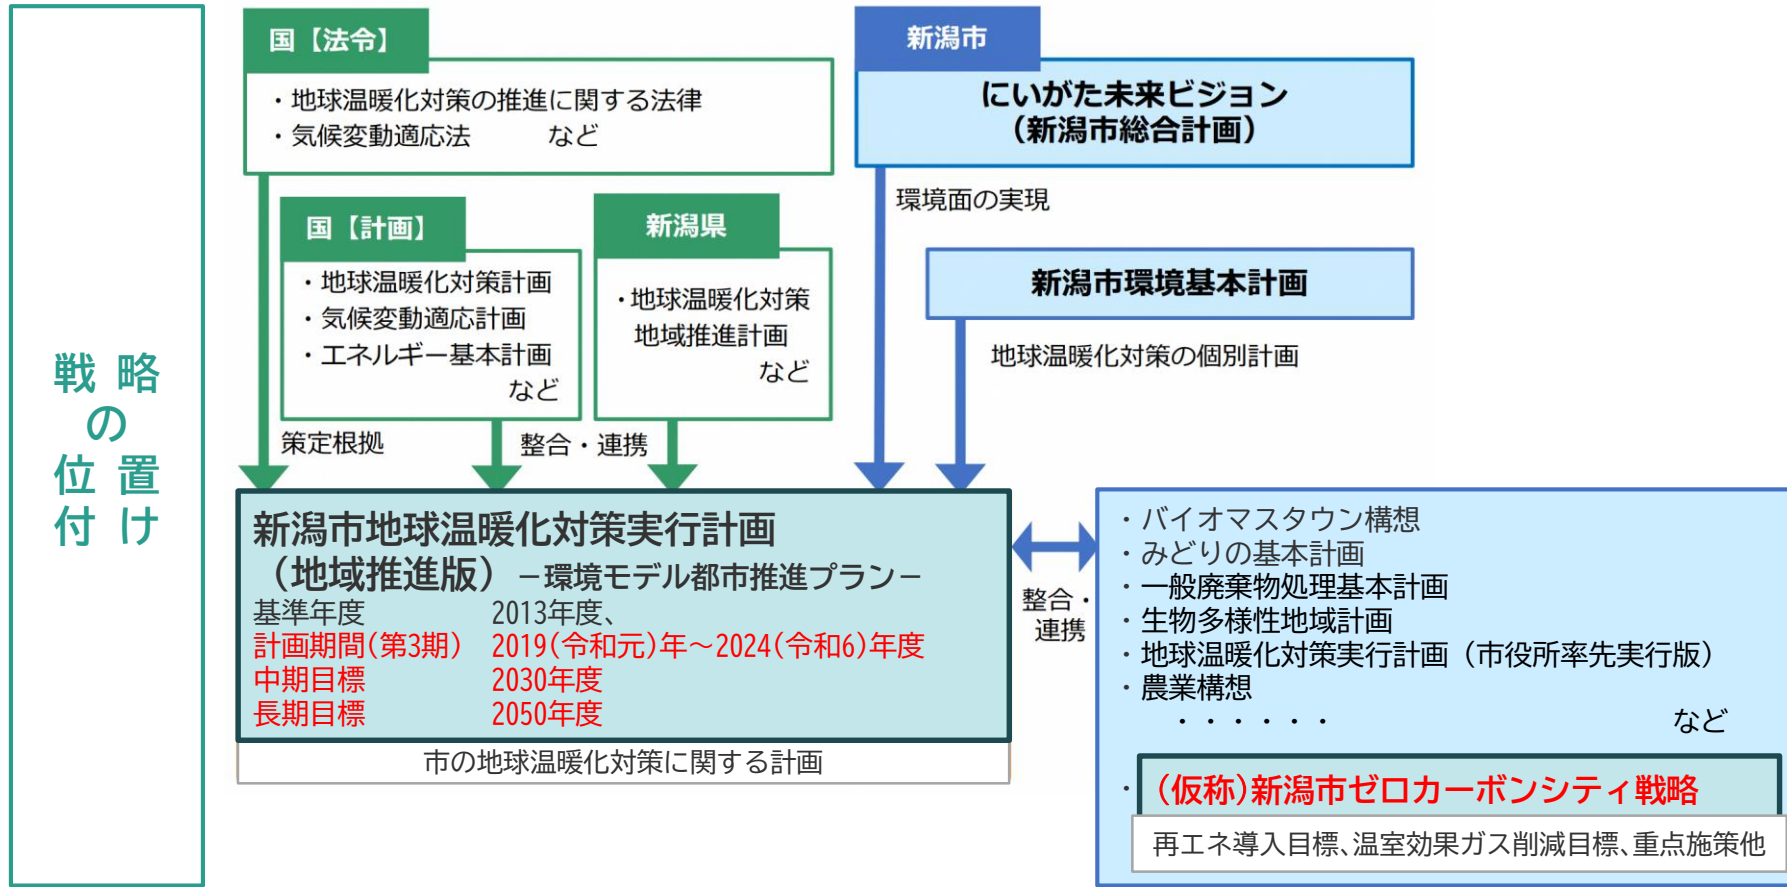 戦略
の
位置
付け
国【法令】
・地球温暖化対策の推進に関する法律
・気候変動適応法　　　など
国【計画】
・地球温暖化対策計画
・気候変動適応計画
・エネルギー基本計画
など
新潟県
・地球温暖化対策
地域推進計画
など
策定根拠
整合・連携
新潟市
にいがた未来ビジョン
（新潟市総合計画）
環境面の実現
新潟市環境基本計画
地球温暖化対策の個別計画
新潟市地球温暖化対策実行計画
（地域推進版）－環境モデル都市推進プラン－
基準年度　2013年度、
計画期間(第3期)　2019(令和元)年～2024(令和6)年度
中期目標　2030年度
長期目標　2050年度
市の地球温暖化対策に関する計画
整合・
連携
・バイオマスタウン構想
・みどりの基本計画
・一般廃棄物処理基本計画
・生物多様性地域計画
・地球温暖化対策実行計画（市役所率先実行版）
・農業構想
・・・・・・　など
・(仮称)新潟市ゼロカーボンシティ戦略
再エネ導入目標、温室効果ガス削減目標、重点施策他